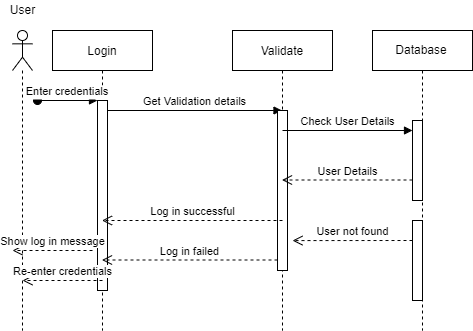 User
Login
Validate
Database
Enter credentials
Get Validation details
Check User Details
User Details
Log in successful
User not found
Show log in message
Log in failed
Re-enter credentials